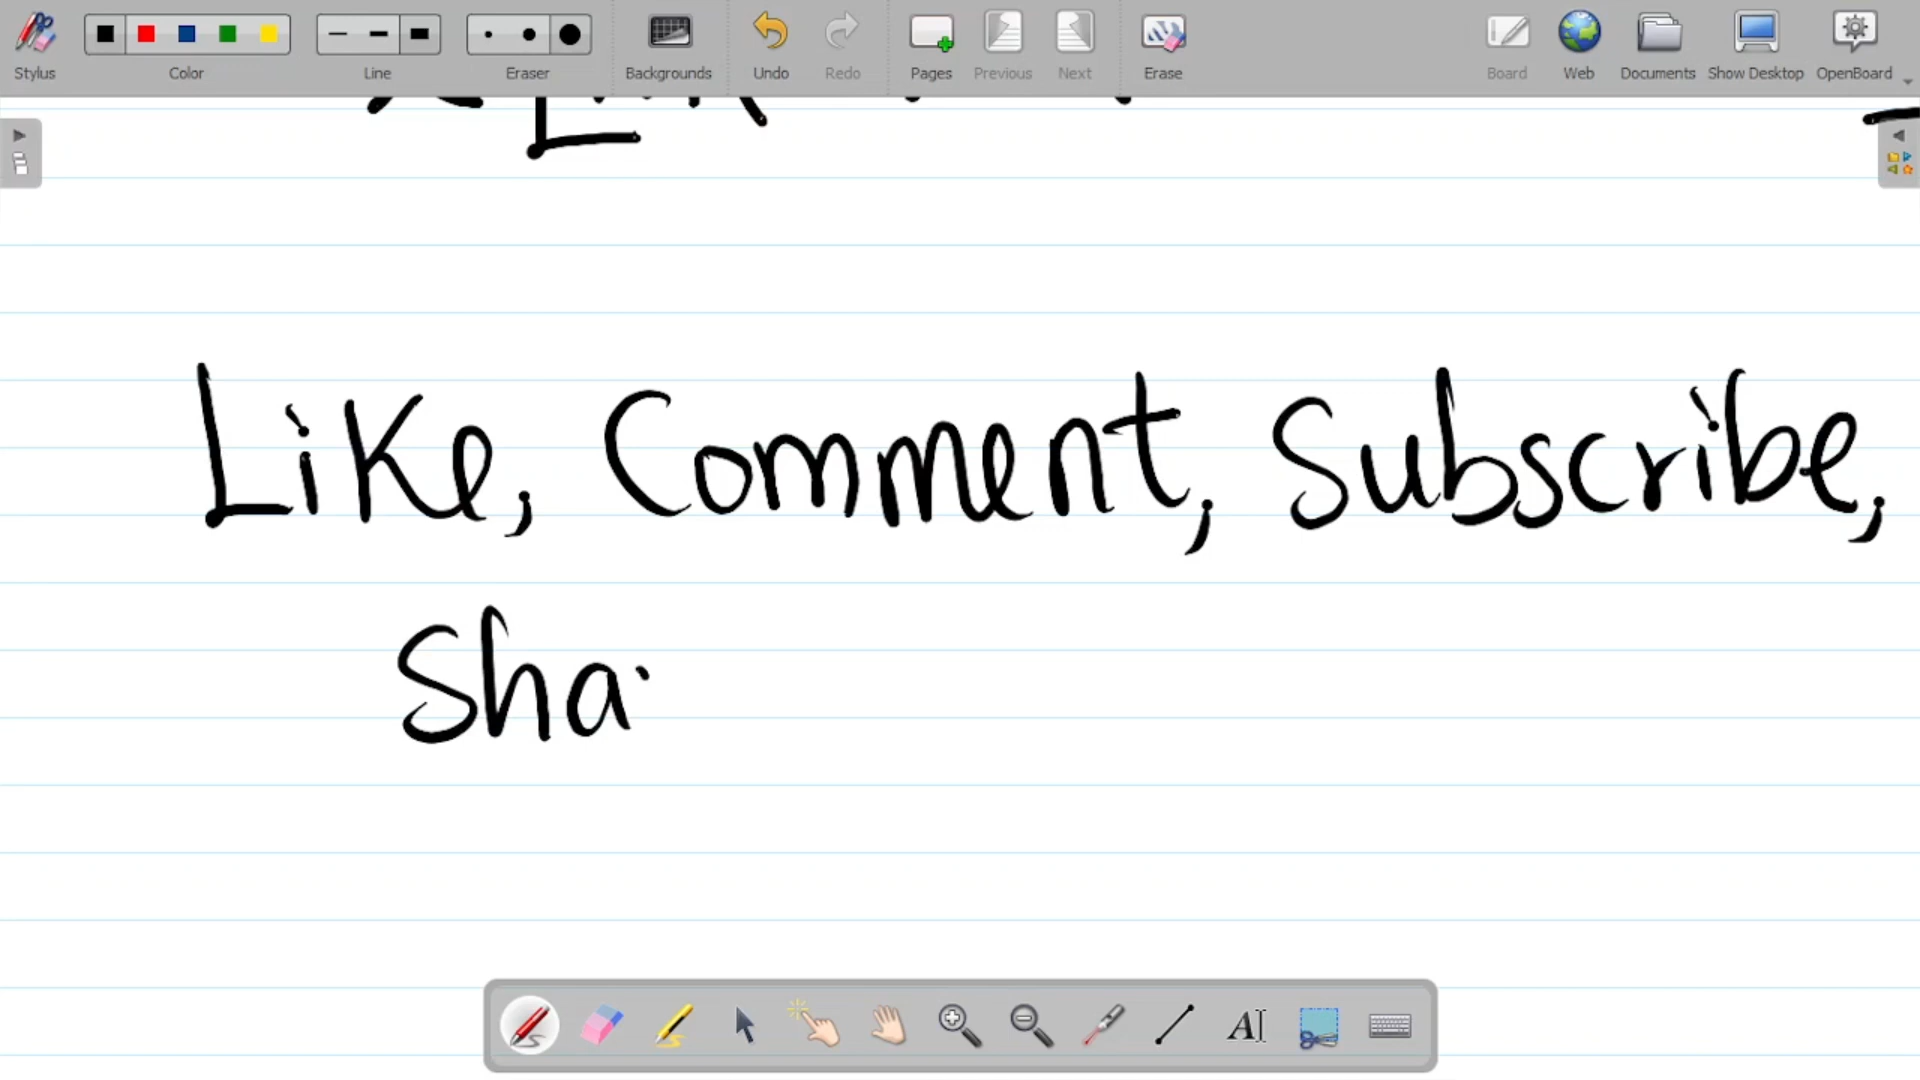 Stylus Color Line Eraser Backgrounds Undo Redo Pages Previous Next Erase Board Web Documents Show Desktop OpenBoard
Like, Comment, Subscribe,
Sha